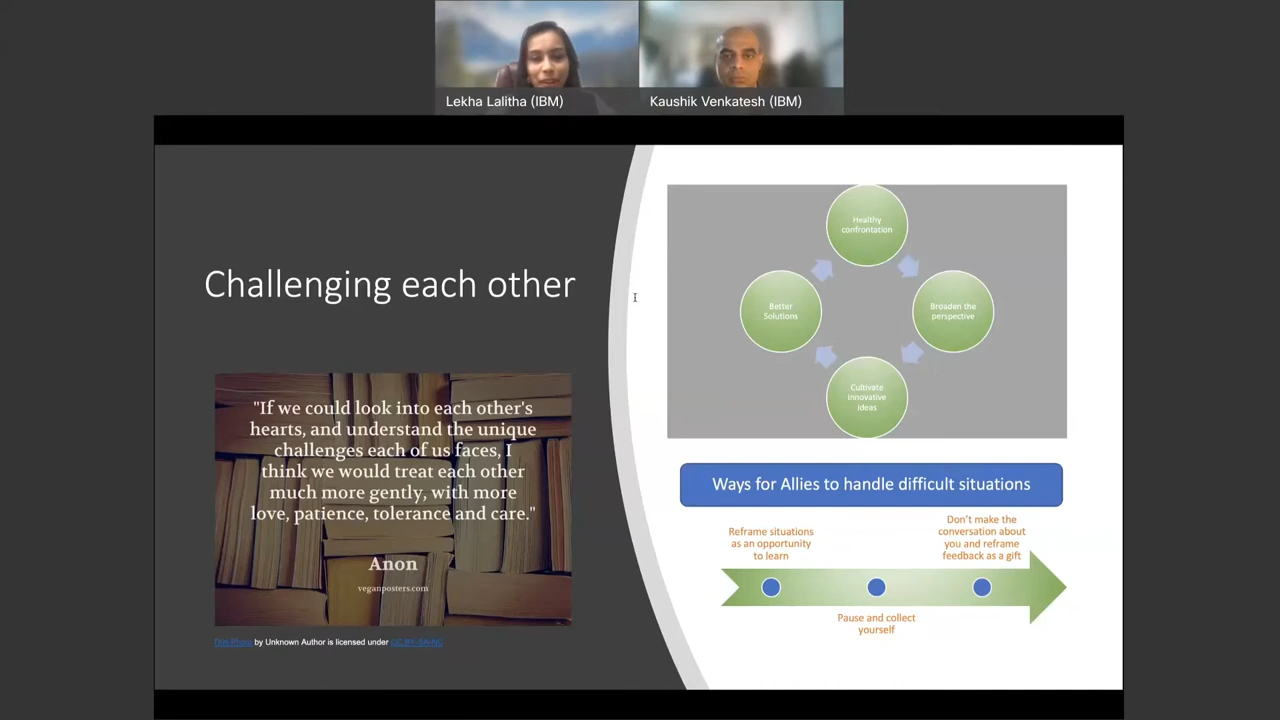 Lekha Lalitha (IBM)
Kaushik Venkatesh (IBM)
Challenging each other
"If we could look into each other's
hearts, and understand the unique
challenges each of us faces, I
think we would treat each other
much more gently, with more
love, patience, tolerance and care."
Anon
veganposters.com
This Photo by Unknown Author is licensed under CC BY-SA-NC
Healthy
confrontation
Better
Solutions
Broaden the
perspective
Cultivate
innovative
ideas
Ways for Allies to handle difficult situations
Reframe situations
as an opportunity
to learn
Don't make the
conversation about
you and reframe
feedback as a gift
Pause and collect
yourself